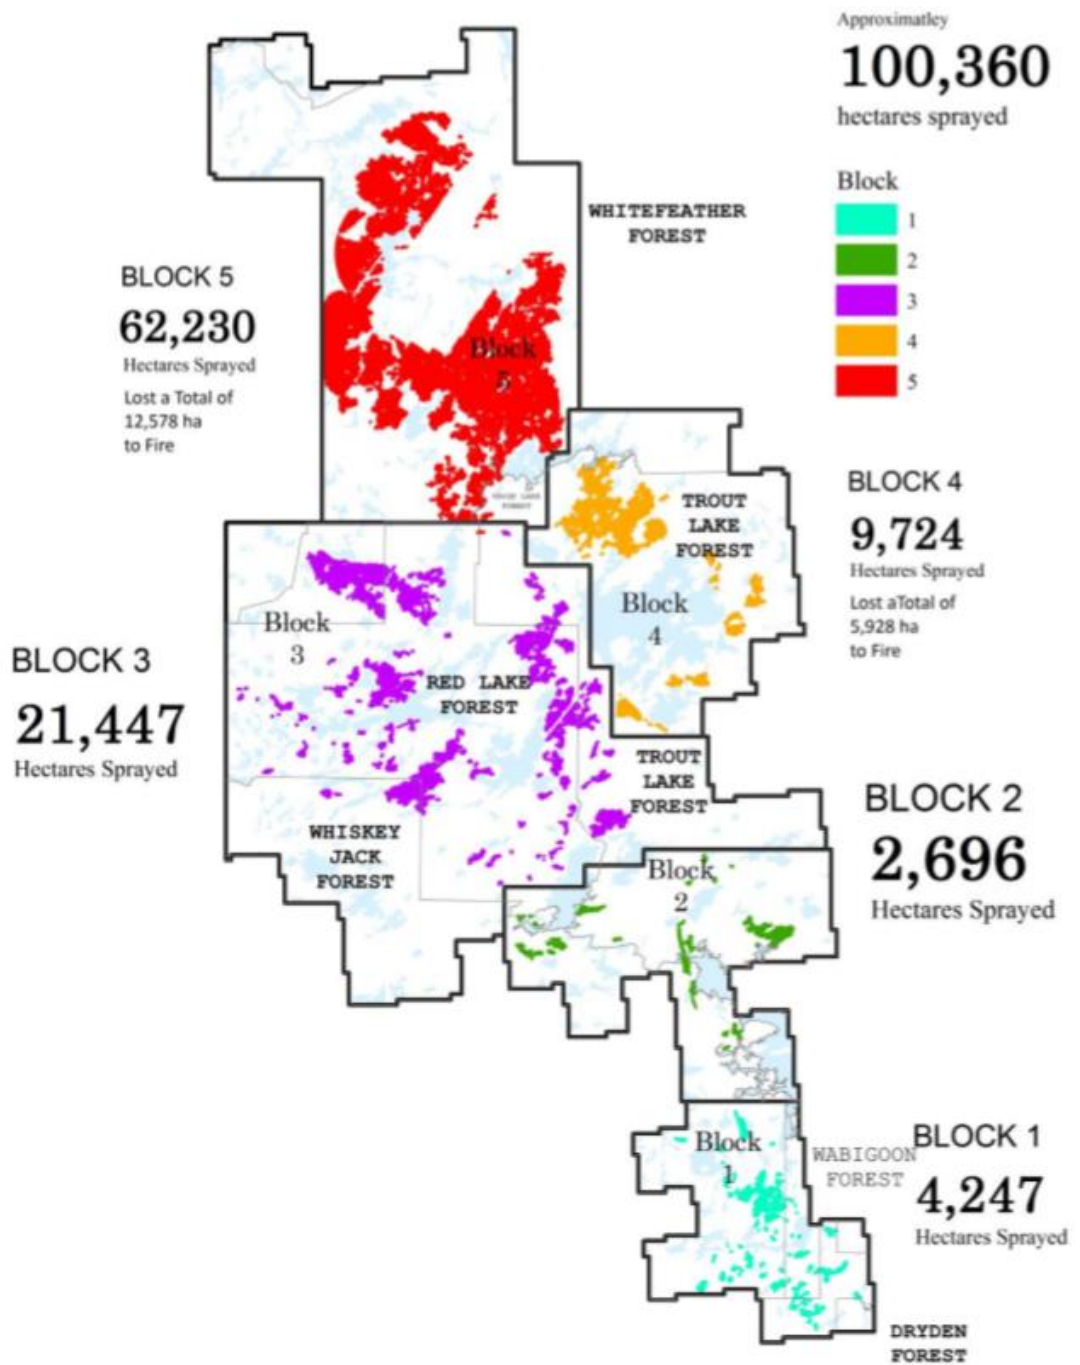 Approximatley
100,360
hectares sprayed
Block
1
2
3
4
5
WHITEFEATHER
FOREST
BLOCK 5
62,230
Hectares Sprayed
Lost a Total of
12,578 ha
to Fire
Block
5
TROUT
LAKE
FOREST
BLOCK 4
9,724
Hectares Sprayed
Lost aTotal of
5,928 ha
to Fire
Block
4
Block
3
BLOCK 3
21,447
Hectares Sprayed
RED LAKE
FOREST
TROUT
LAKE
FOREST
WHISKEY
JACK
FOREST
BLOCK 2
2,696
Hectares Sprayed
Block
2
Block
1
WABIGOON
FOREST
BLOCK 1
4,247
Hectares Sprayed
DRYDEN
FOREST